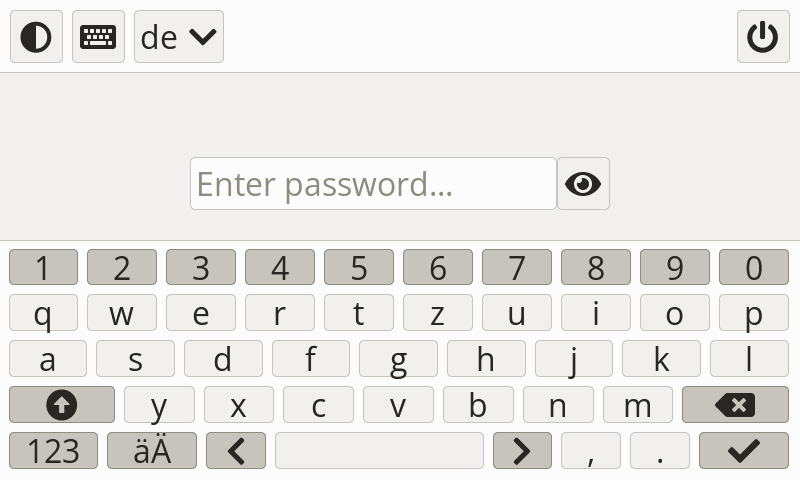 de
Enter password...
1 2 3 4 5 6 7 8 9 0
q w e r t z u i o p
a s d f g h j k l
y x c v b n m
123 äÄ , .